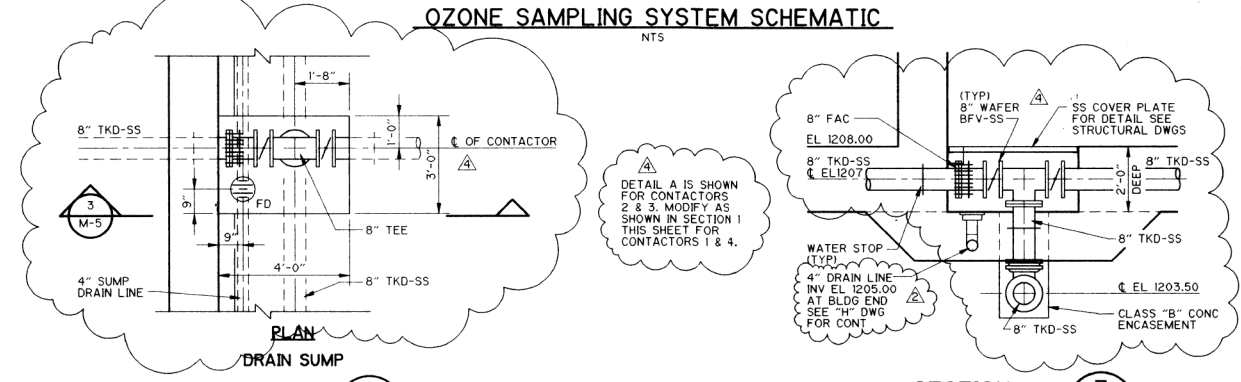 OZONE SAMPLING SYSTEM SCHEMATIC
NTS
1'-8"
8" TKD-SS
1'-0"
3'-0"
℄ OF CONTACTOR
4
3
M-5
9"
FD
8" TEE
9"
4'-0"
4" SUMP
DRAIN LINE
8" TKD-SS
PLAN
DRAIN SUMP
4
DETAIL A IS SHOWN
FOR CONTACTORS
2 & 3. MODIFY AS
SHOWN IN SECTION 1
THIS SHEET FOR
CONTACTORS 1 & 4.
(TYP)
8" WAFER
BFV-SS
4
SS COVER PLATE
FOR DETAIL SEE
STRUCTURAL DWGS
8" FAC
EL 1208.00
8" TKD-SS
℄ EL1207
2'-0"
DEEP
8" TKD-SS
WATER STOP
(TYP)
8" TKD-SS
4" DRAIN LINE
INV EL 1205.00
AT BLDG END
SEE "H" DWG
FOR CONT
2
℄ EL 1203.50
CLASS "B" CONC
ENCASEMENT
8" TKD-SS